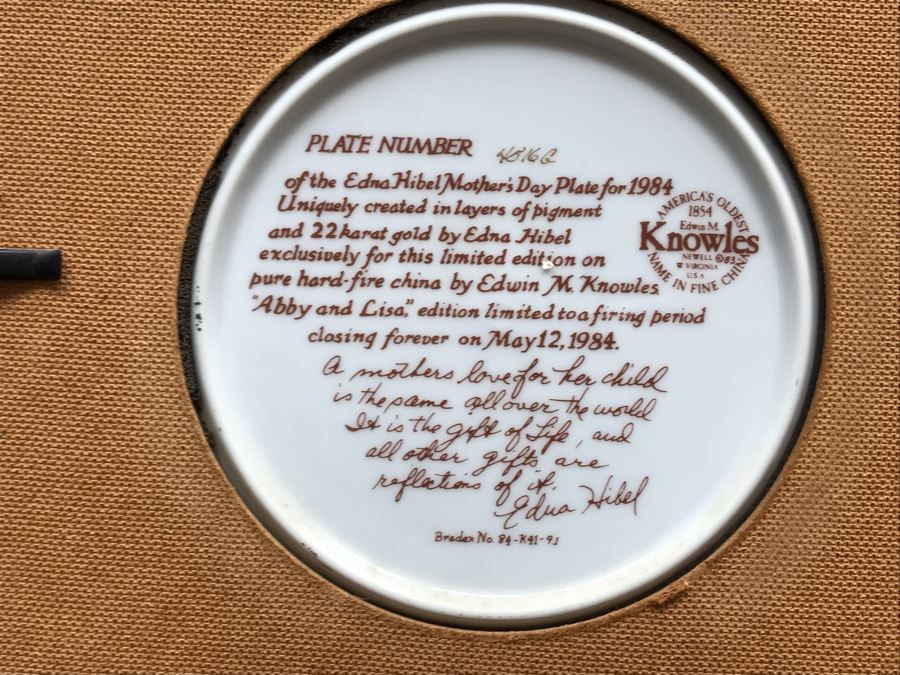 PLATE NUMBER 4816G
of the Edna Hibel Mother's Day Plate for 1984
Uniquely created in layers of pigment
and 22 karat gold by Edna Hibel
exclusively for this limited edition on
pure hard-fire china by Edwin M. Knowles.
"Abby and Lisa," edition limited to a firing period
closing forever on May 12, 1984.
AMERICA'S OLDEST
1854
Edwin M.
Knowles
NEWELL © 83
W VIRGINIA
U.S.A
NAME IN FINE CHINA
A mothers love for her child
is the same all over the world
It is the gift of Life, and
all other gifts are
reflections of it.
Edna Hibel
Bradex No. 84-K41-91